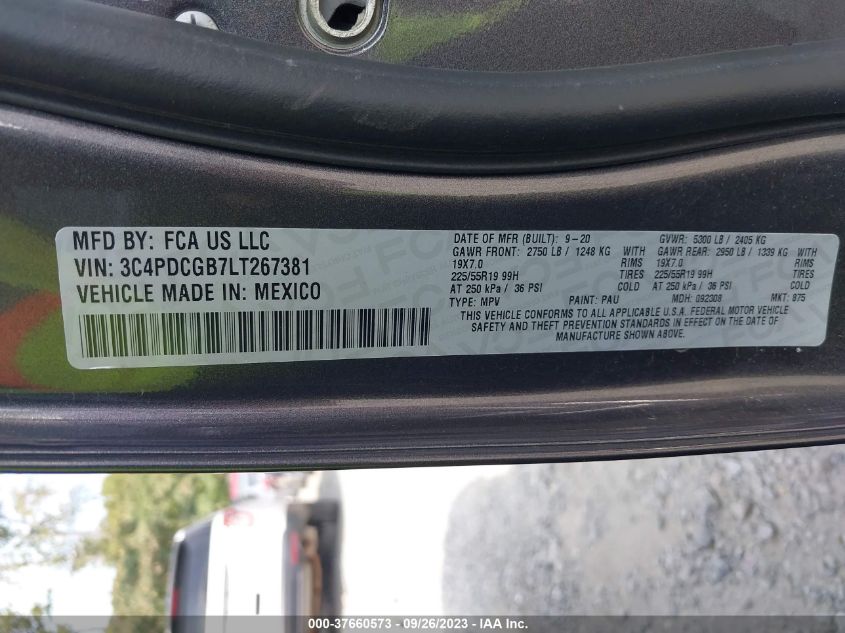 MFD BY: FCA US LLC
VIN: 3C4PDCGB7LT267381
VEHICLE MADE IN: MEXICO
DATE OF MFR (BUILT): 9-20 GVWR: 5300 LB / 2405 KG
GAWR FRONT: 2750 LB / 1248 KG WITH GAWR REAR: 2950 LB / 1339 KG WITH
19X7.0 RIMS 19X7.0 RIMS
225/55R19 99H TIRES 225/55R19 99H TIRES
AT 250 kPa / 36 PSI COLD AT 250 kPa / 36 PSI COLD
TYPE: MPV PAINT: PAU MDH: 092308 MKT: 875
THIS VEHICLE CONFORMS TO ALL APPLICABLE U.S.A. FEDERAL MOTOR VEHICLE
SAFETY AND THEFT PREVENTION STANDARDS IN EFFECT ON THE DATE OF
MANUFACTURE SHOWN ABOVE.
000-37660573 - 09/26/2023 - IAA Inc.